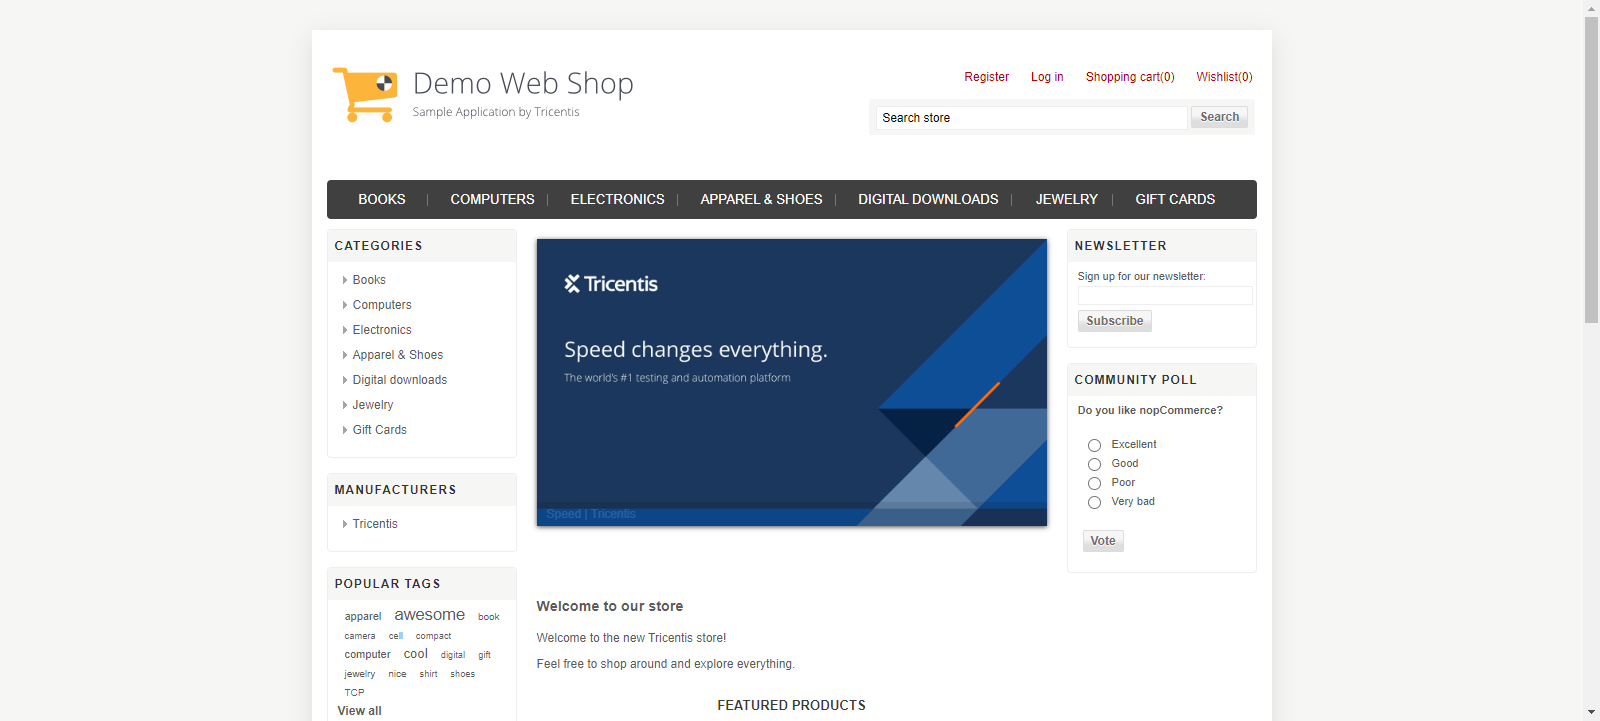 Demo Web Shop
Sample Application by Tricentis
Register Log in Shopping cart(0) Wishlist(0)
Search store Search
BOOKS COMPUTERS ELECTRONICS APPAREL & SHOES DIGITAL DOWNLOADS JEWELRY GIFT CARDS
CATEGORIES
Books
Computers
Electronics
Apparel & Shoes
Digital downloads
Jewelry
Gift Cards
MANUFACTURERS
Tricentis
POPULAR TAGS
apparel awesome book
camera cell compact
computer cool digital gift
jewelry nice shirt shoes
TCP
View all
Tricentis
Speed changes everything.
The world's #1 testing and automation platform
Speed | Tricentis
Welcome to our store
Welcome to the new Tricentis store!
Feel free to shop around and explore everything.
FEATURED PRODUCTS
NEWSLETTER
Sign up for our newsletter:
Subscribe
COMMUNITY POLL
Do you like nopCommerce?
Excellent
Good
Poor
Very bad
Vote